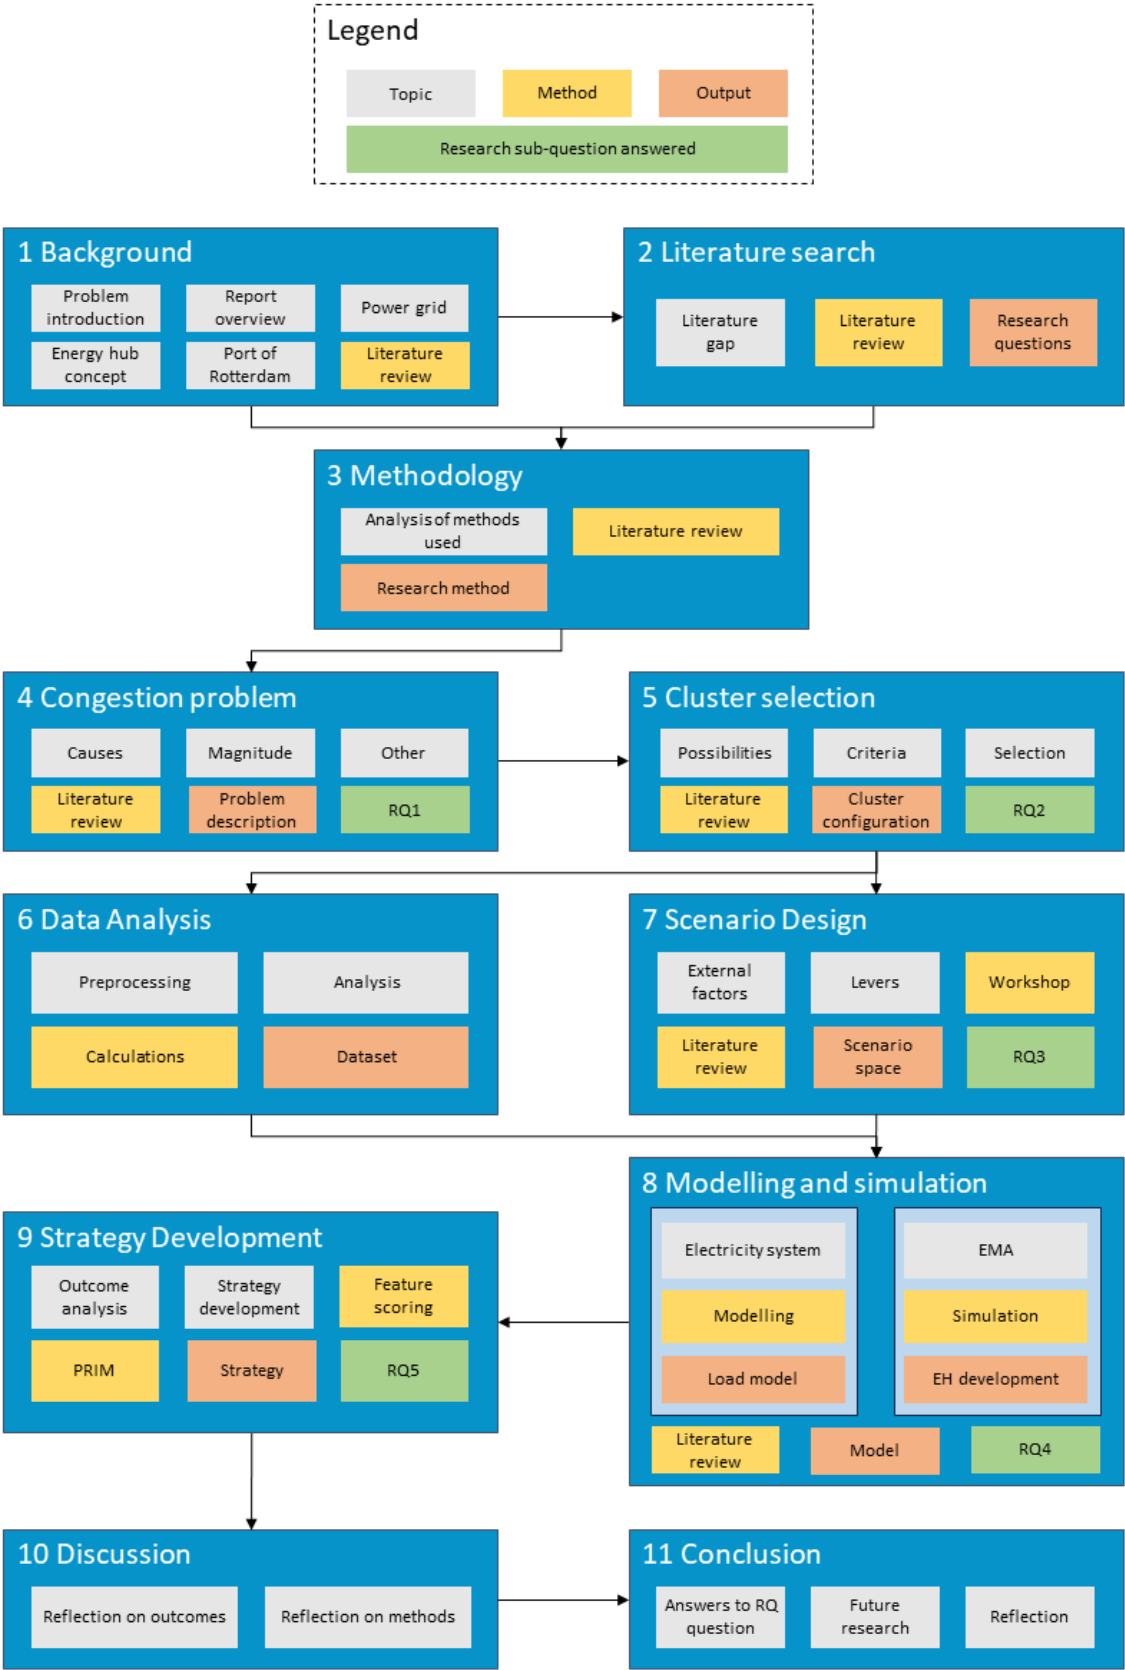 Legend
Topic
Method
Output
Research sub-question answered
1 Background
Problem
introduction
Report
overview
Power grid
Energy hub
concept
Port of
Rotterdam
Literature
review
2 Literature search
Literature
gap
Literature
review
Research
questions
3 Methodology
Analysis of methods
used
Literature review
Research method
4 Congestion problem
Causes
Magnitude
Other
Literature
review
Problem
description
RQ1
5 Cluster selection
Possibilities
Criteria
Selection
Literature
review
Cluster
configuration
RQ2
6 Data Analysis
Preprocessing
Analysis
Calculations
Dataset
7 Scenario Design
External
factors
Levers
Workshop
Literature
review
Scenario
space
RQ3
8 Modelling and simulation
Electricity system
Modelling
Load model
EMA
Simulation
EH development
Literature
review
Model
RQ4
9 Strategy Development
Outcome
analysis
Strategy
development
Feature
scoring
PRIM
Strategy
RQ5
10 Discussion
Reflection on outcomes
Reflection on methods
11 Conclusion
Answers to RQ
question
Future
research
Reflection